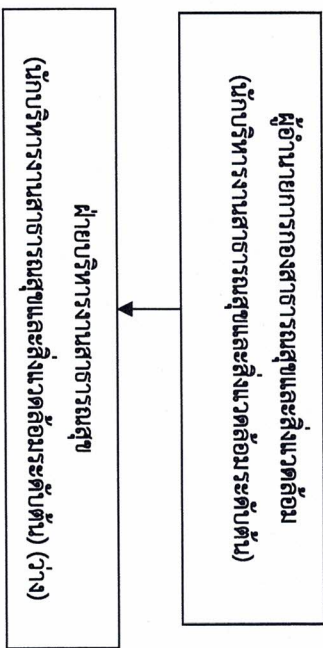 ผู้อำนวยการกองสาธารณสุขและสิ่งแวดล้อม
(นักบริหารงานสาธารณสุขและสิ่งแวดล้อมระดับต้น)
ฝ่ายบริหารงานสาธารณสุข
(นักบริหารงานสาธารณสุขและสิ่งแวดล้อมระดับต้น) (ว่าง)